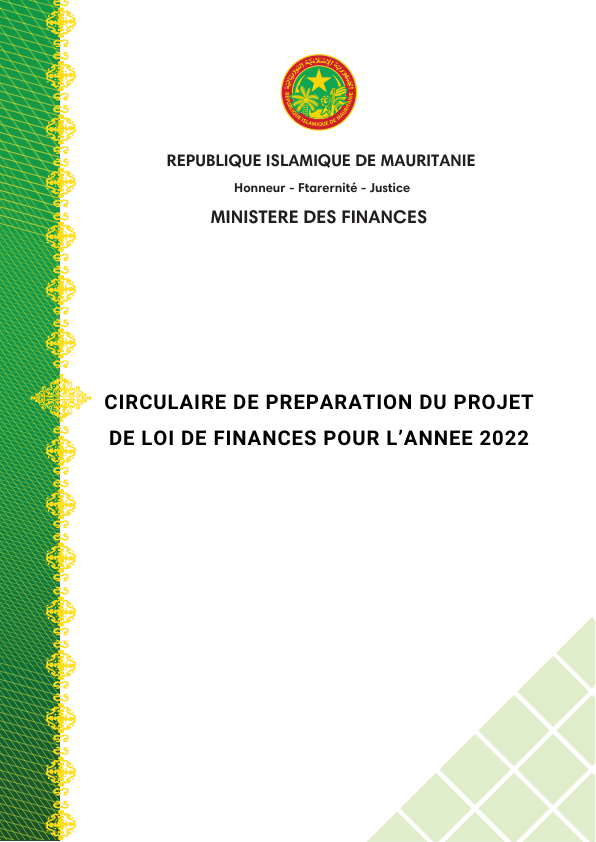 الجمهورية الإسلامية الموريتانية
REPUBLIQUE ISLAMIQUE DE MAURITANIE
REPUBLIQUE ISLAMIQUE DE MAURITANIE
Honneur - Ftarernité - Justice
MINISTERE DES FINANCES
CIRCULAIRE DE PREPARATION DU PROJET
DE LOI DE FINANCES POUR L’ANNEE 2022